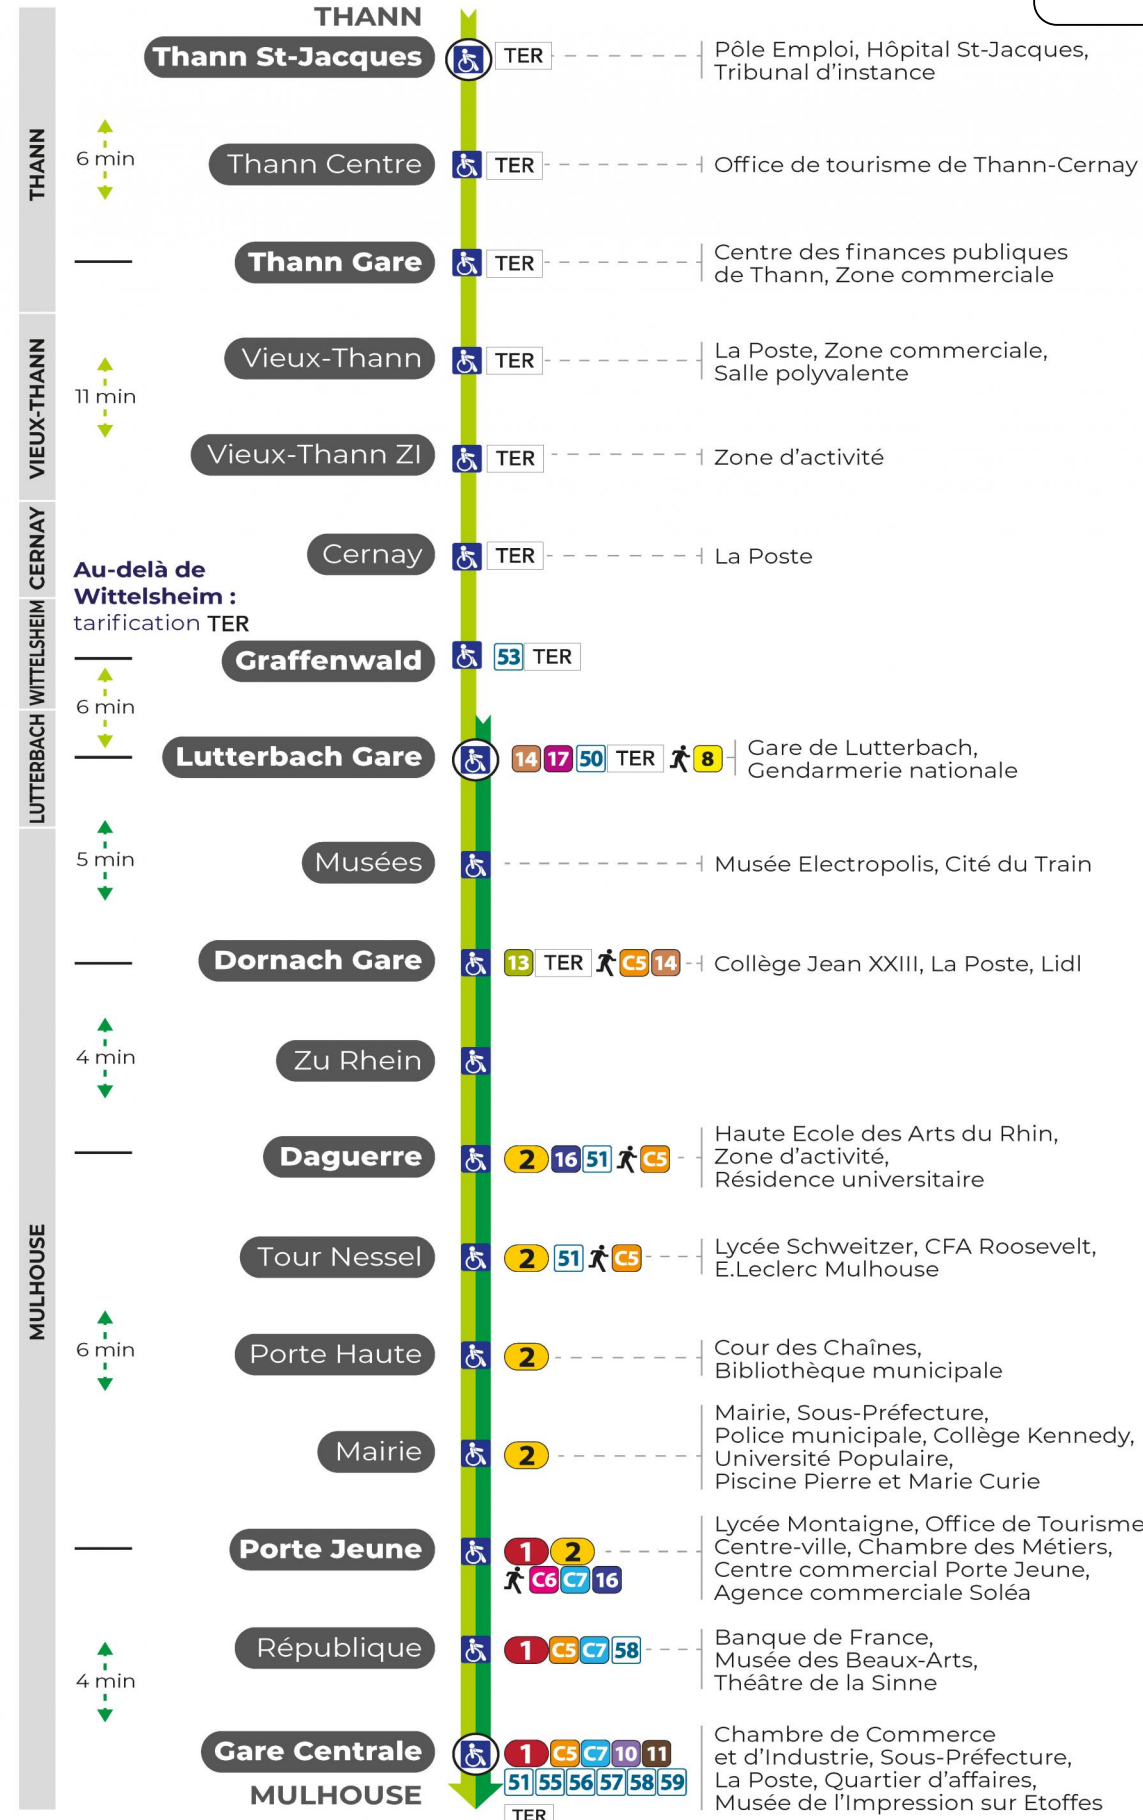 THANN
Thann St-Jacques TER Pôle Emploi, Hôpital St-Jacques,
Tribunal d'instance
THANN
6 min
Thann Centre TER Office de tourisme de Thann-Cernay
Thann Gare TER Centre des finances publiques
de Thann, Zone commerciale
VIEUX-THANN
Vieux-Thann TER La Poste, Zone commerciale,
Salle polyvalente
11 min
Vieux-Thann ZI TER Zone d'activité
CERNAY
Cernay TER La Poste
Au-delà de
Wittelsheim :
tarification TER
WITTELSHEIM
Graffenwald 53 TER
6 min
LUTTERBACH
Lutterbach Gare 14 17 50 TER 8 Gare de Lutterbach,
Gendarmerie nationale
5 min
Musées Musée Electropolis, Cité du Train
Dornach Gare 13 TER C5 14 Collège Jean XXIII, La Poste, Lidl
4 min
Zu Rhein
Daguerre 2 16 51 C5 Haute Ecole des Arts du Rhin,
Zone d'activité,
Résidence universitaire
MULHOUSE
Tour Nessel 2 51 C5 Lycée Schweitzer, CFA Roosevelt,
E.Leclerc Mulhouse
6 min
Porte Haute 2 Cour des Chaînes,
Bibliothèque municipale
Mairie 2 Mairie, Sous-Préfecture,
Police municipale, Collège Kennedy,
Université Populaire,
Piscine Pierre et Marie Curie
Porte Jeune 1 2 Lycée Montaigne, Office de Tourisme
Centre-ville, Chambre des Métiers,
C6 C7 16 Centre commercial Porte Jeune,
Agence commerciale Soléa
République 1 C5 C7 58 Banque de France,
Musée des Beaux-Arts,
Théâtre de la Sinne
4 min
Gare Centrale 1 C5 C7 10 11 Chambre de Commerce
et d'Industrie, Sous-Préfecture,
51 55 56 57 58 59 La Poste, Quartier d'affaires,
MULHOUSE Musée de l'Impression sur Etoffes
TER